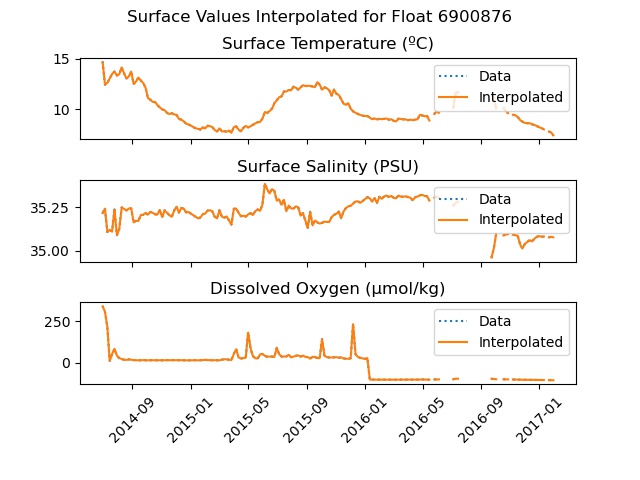 Surface Values Interpolated for Float 6900876
Surface Temperature (ºC)
15
10
Data
Interpolated
Surface Salinity (PSU)
35.25
35.00
Data
Interpolated
Dissolved Oxygen (µmol/kg)
250
0
Data
Interpolated
2014-09
2015-01
2015-05
2015-09
2016-01
2016-05
2016-09
2017-01